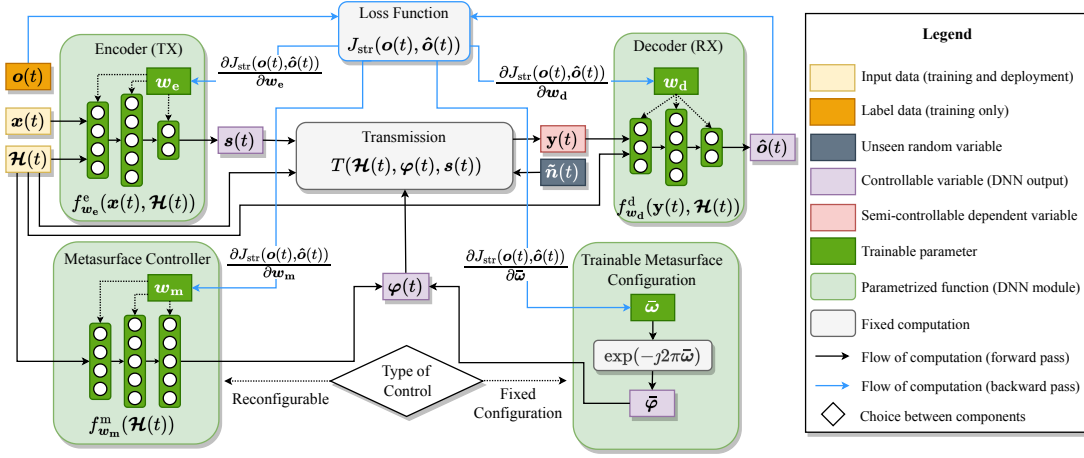 Loss Function
J_str(o(t), ô(t))
Encoder (TX)
w_e
o(t)
x(t)
H(t)
f^e_{w_e}(x(t), H(t))
∂J_str(o(t),ô(t))
∂w_e
s(t)
Transmission
T(H(t), φ(t), s(t))
∂J_str(o(t),ô(t))
∂w_d
y(t)
ñ(t)
Decoder (RX)
w_d
f^d_{w_d}(y(t), H(t))
ô(t)
Metasurface Controller
w_m
f^m_{w_m}(H(t))
∂J_str(o(t),ô(t))
∂w_m
φ(t)
Type of
Control
Reconfigurable
Fixed
Configuration
∂J_str(o(t),ô(t))
∂ω̄
Trainable Metasurface
Configuration
ω̄
exp(−ȷ2πω̄)
φ̄
Legend
Input data (training and deployment)
Label data (training only)
Unseen random variable
Controllable variable (DNN output)
Semi-controllable dependent variable
Trainable parameter
Parametrized function (DNN module)
Fixed computation
Flow of computation (forward pass)
Flow of computation (backward pass)
Choice between components